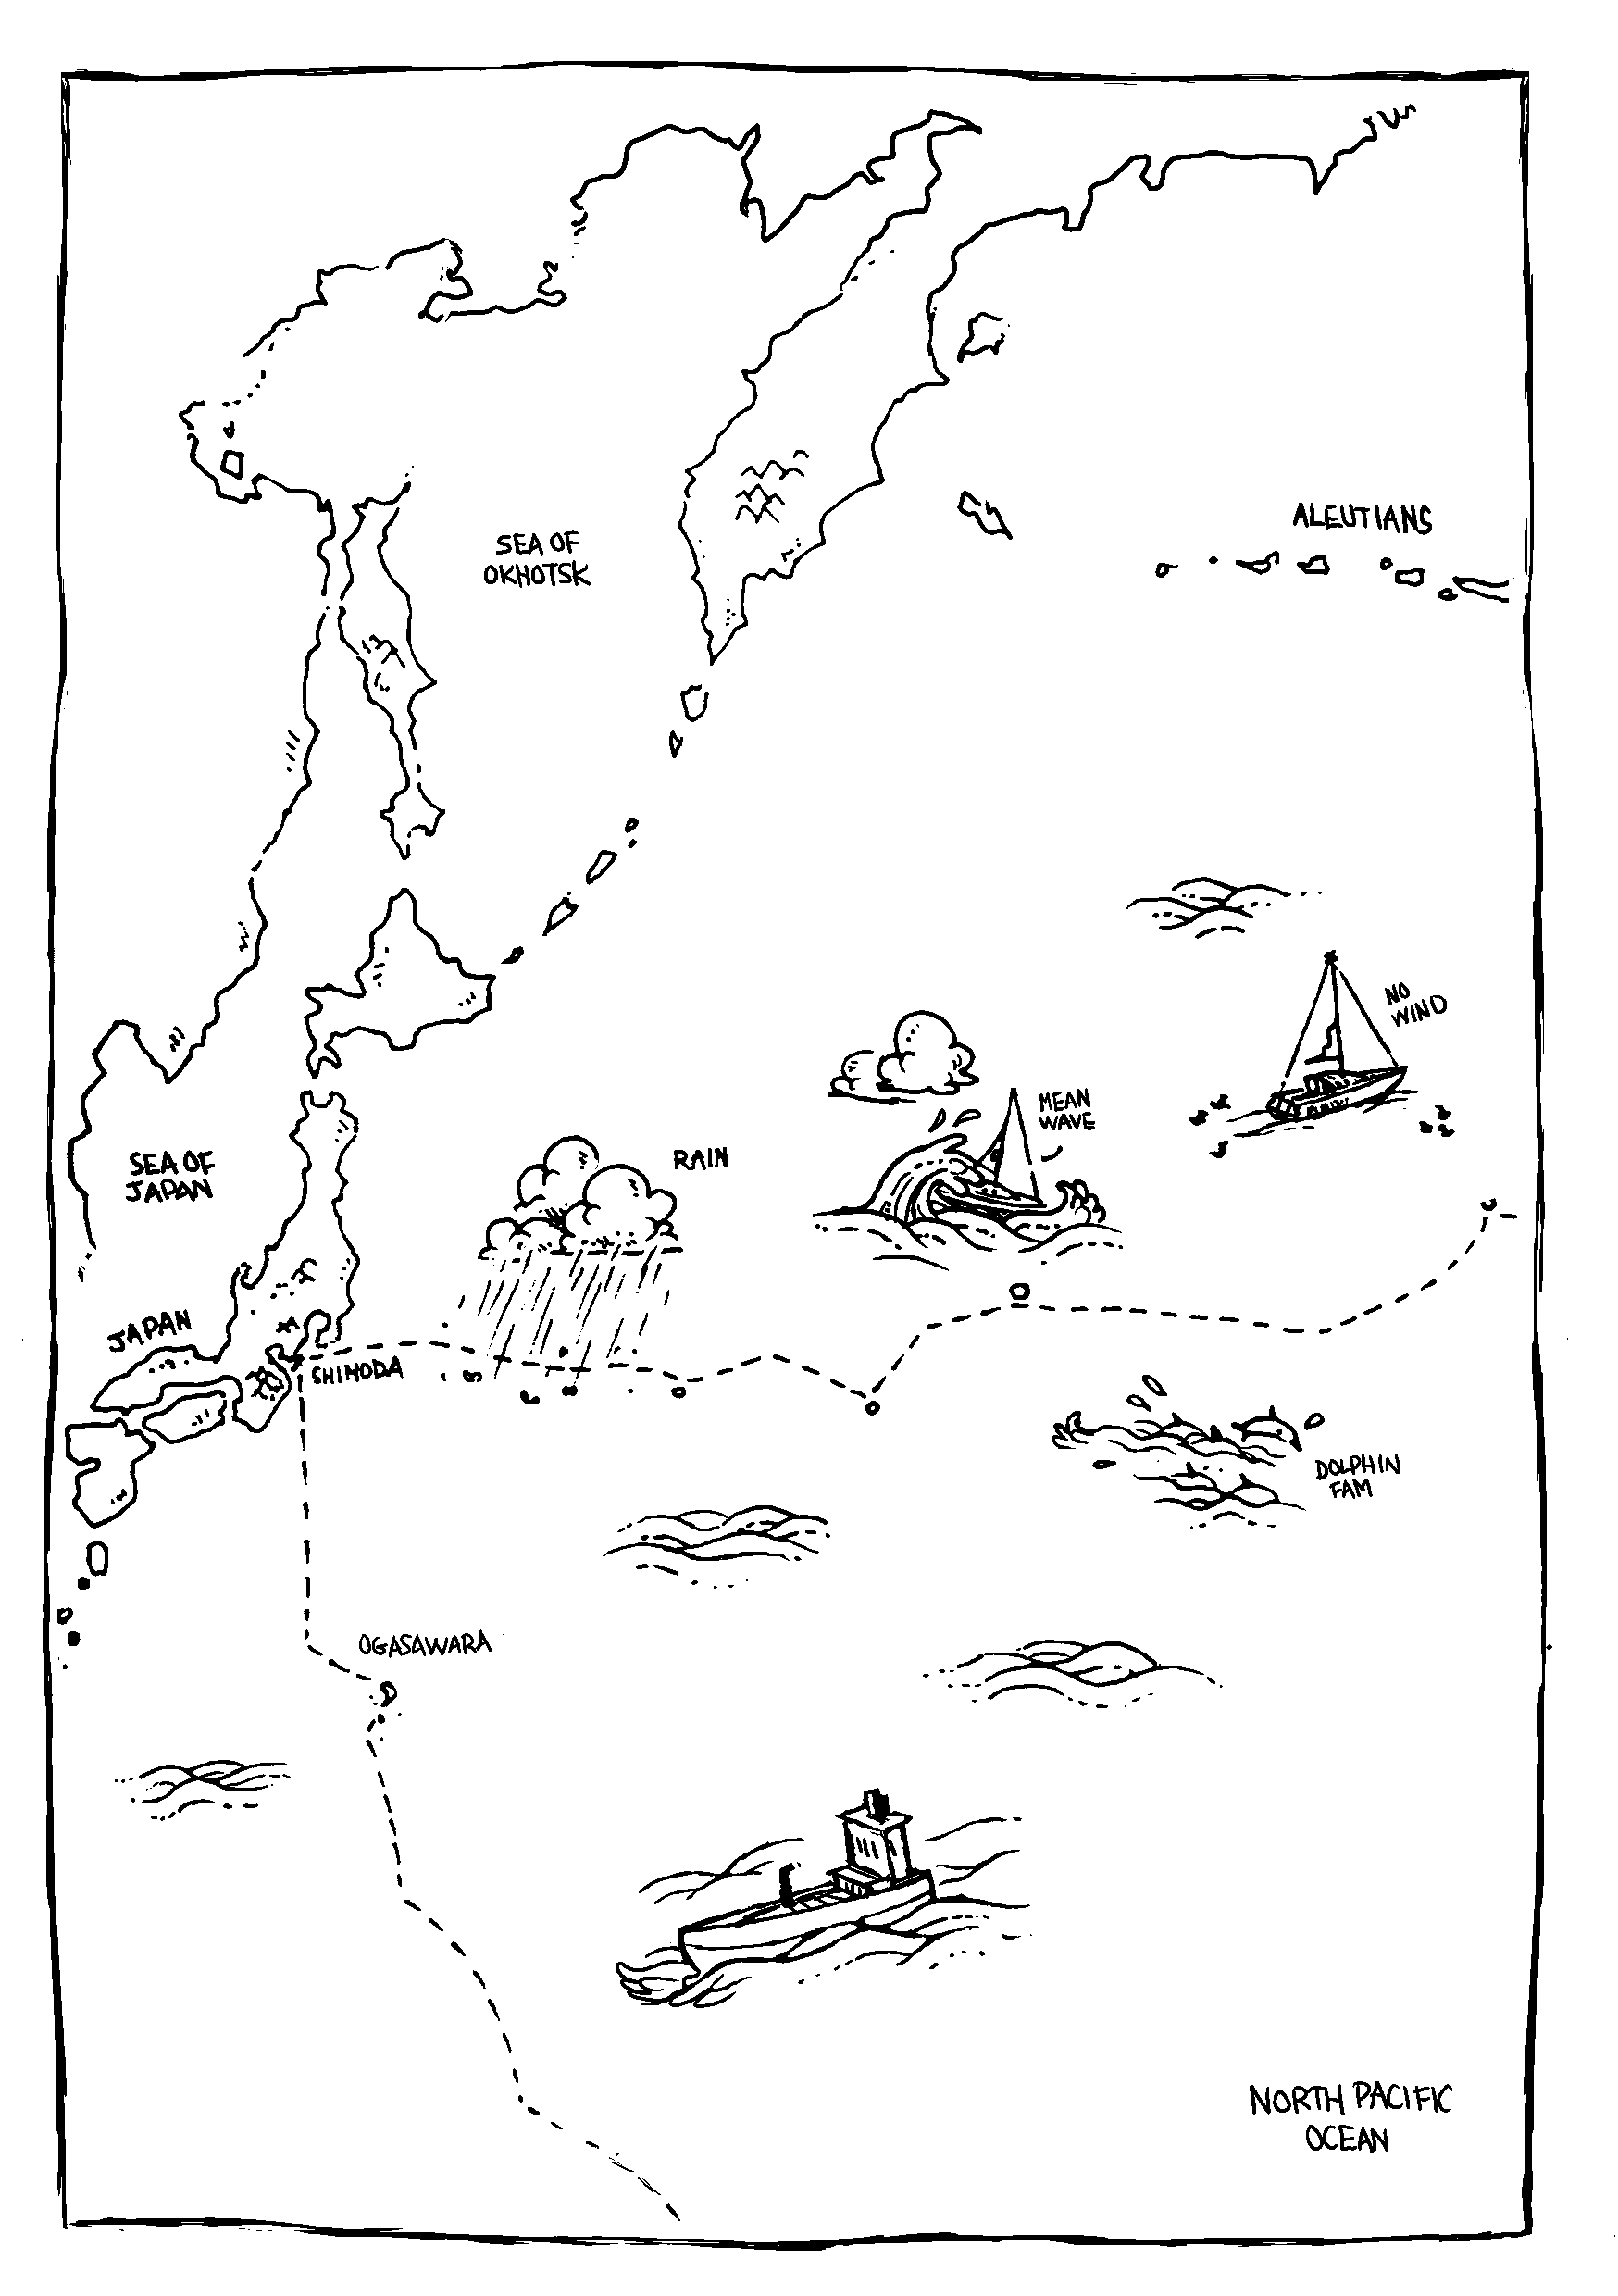 SEA OF
OKHOTSK
ALEUTIANS
NO
WIND
MEAN
WAVE
RAIN
SEA OF
JAPAN
JAPAN
SHIMODA
DOLPHIN
FAM
OGASAWARA
NORTH PACIFIC
OCEAN